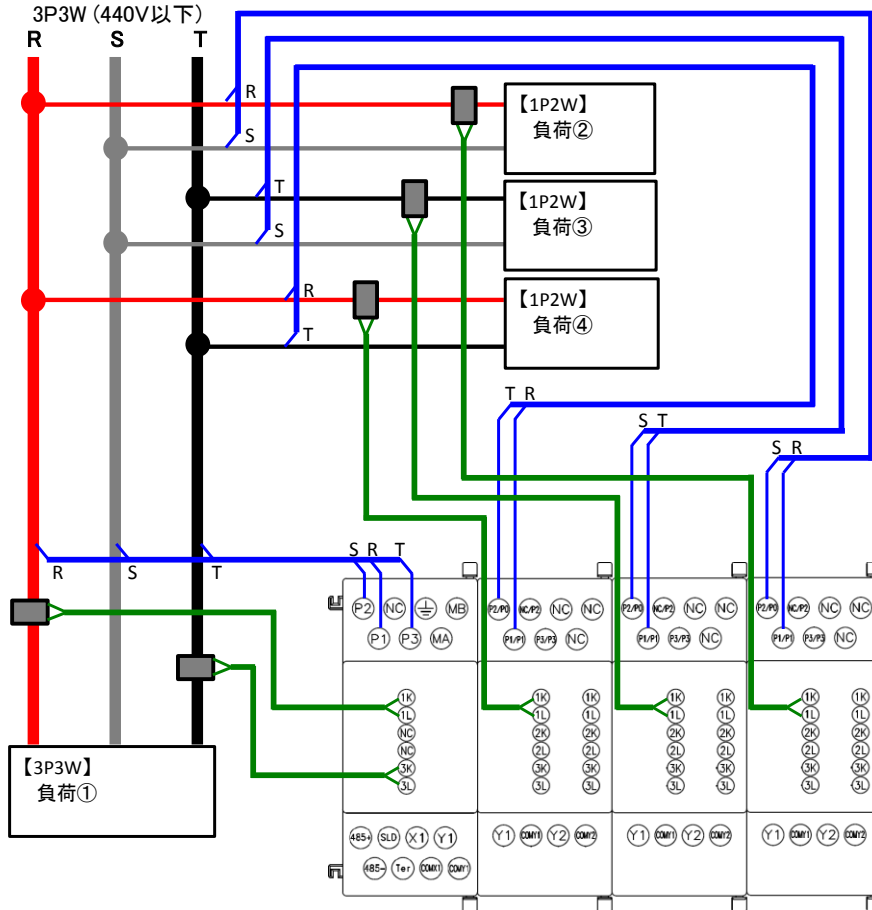 3P3W (440V以下)
R S T
R
【1P2W】
負荷②
S
【1P2W】
負荷③
T
S
【1P2W】
負荷④
R
T
T R
S T
S R
S R T
R S T
P2 NC MB
P1 P3 MA
P2/P0 NC/P2 NC NC
P1/P1 P3/P3 NC
P2/P0 NC/P2 NC NC
P1/P1 P3/P3 NC
P2/P0 NC/P2 NC NC
P1/P1 P3/P3 NC
1K
1L
NC
NC
3K
3L
1K 1K
1L 1L
2K 2K
2L 2L
3K 3K
3L 3L
1K 1K
1L 1L
2K 2K
2L 2L
3K 3K
3L 3L
1K 1K
1L 1L
2K 2K
2L 2L
3K 3K
3L 3L
【3P3W】
負荷①
485+ SLD X1 Y1
485- Ter COMX1 COMY1
Y1 COMY1 Y2 COMY2
Y1 COMY1 Y2 COMY2
Y1 COMY1 Y2 COMY2